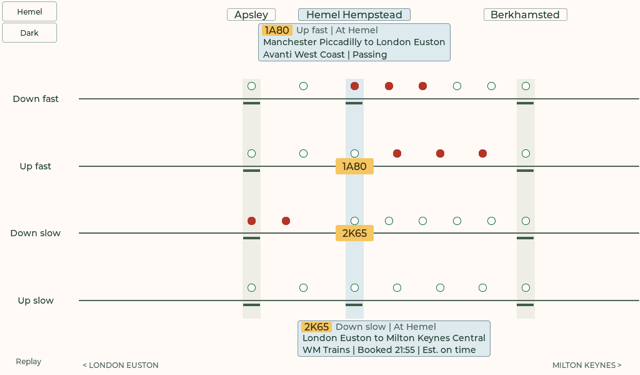 Hemel
Dark
Apsley
Hemel Hempstead
Berkhamsted
1A80 Up fast | At Hemel
Manchester Piccadilly to London Euston
Avanti West Coast | Passing
Down fast
Up fast
1A80
Down slow
2K65
Up slow
2K65 Down slow | At Hemel
London Euston to Milton Keynes Central
WM Trains | Booked 21:55 | Est. on time
Replay
< LONDON EUSTON
MILTON KEYNES >